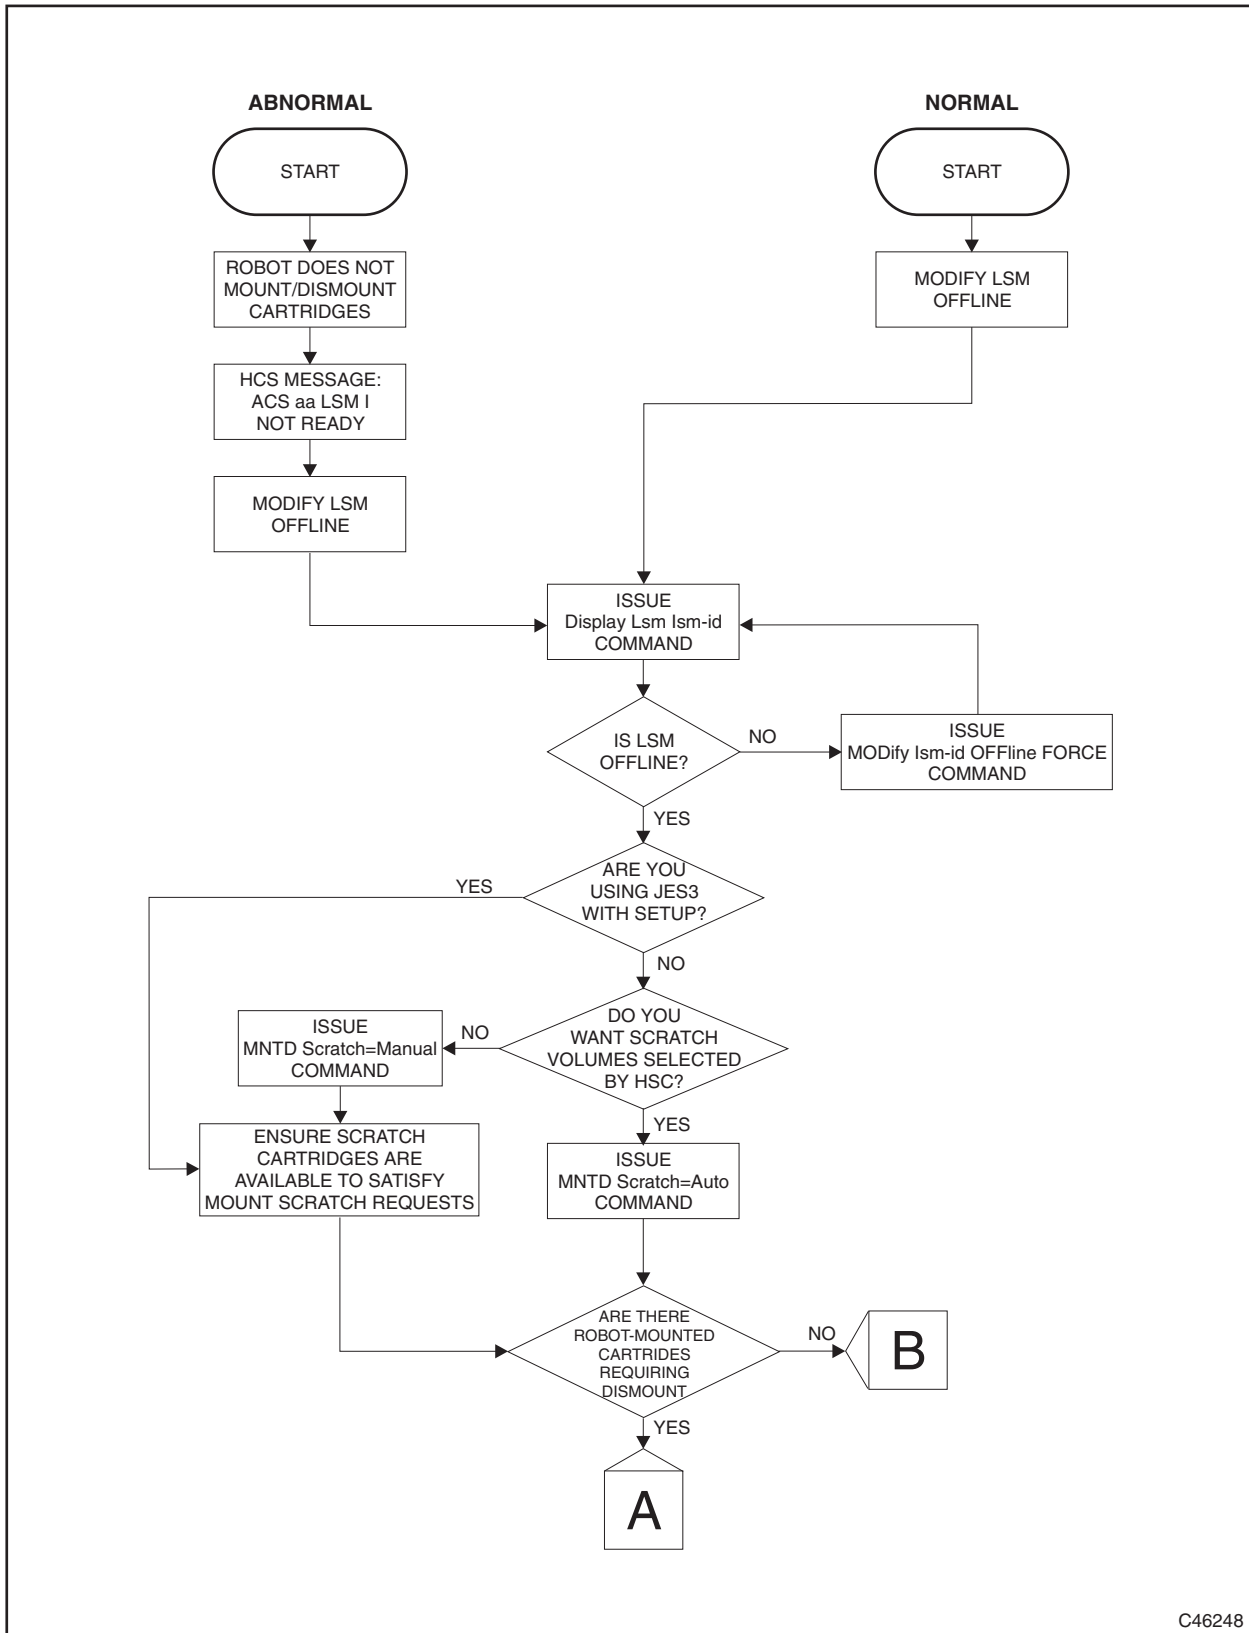 ABNORMAL
START
ROBOT DOES NOT
MOUNT/DISMOUNT
CARTRIDGES
HCS MESSAGE:
ACS aa LSM I
NOT READY
MODIFY LSM
OFFLINE
NORMAL
START
MODIFY LSM
OFFLINE
ISSUE
Display Lsm lsm-id
COMMAND
IS LSM
OFFLINE?
NO
ISSUE
MODify lsm-id OFFline FORCE
COMMAND
YES
ARE YOU
USING JES3
WITH SETUP?
YES
NO
DO YOU
WANT SCRATCH
VOLUMES SELECTED
BY HSC?
NO
ISSUE
MNTD Scratch=Manual
COMMAND
ENSURE SCRATCH
CARTRIDGES ARE
AVAILABLE TO SATISFY
MOUNT SCRATCH REQUESTS
YES
ISSUE
MNTD Scratch=Auto
COMMAND
ARE THERE
ROBOT-MOUNTED
CARTRIDES
REQUIRING
DISMOUNT
NO
B
YES
A
C46248